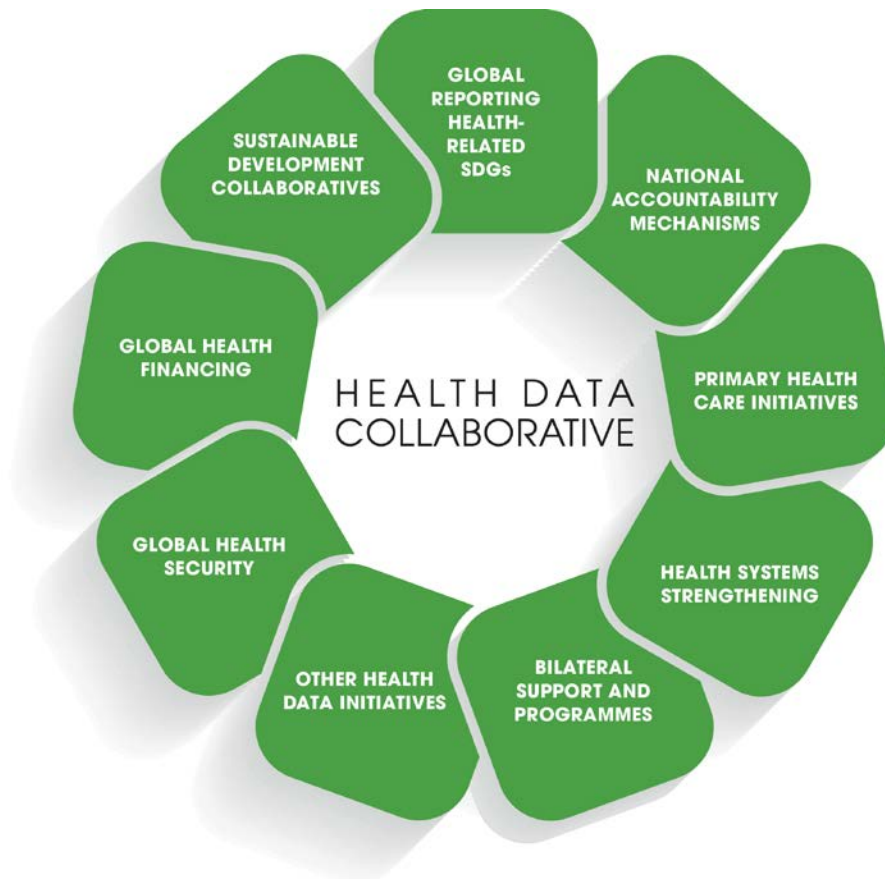 GLOBAL
REPORTING
HEALTH-
RELATED
SDGs
NATIONAL
ACCOUNTABILITY
MECHANISMS
PRIMARY HEALTH
CARE INITIATIVES
HEALTH SYSTEMS
STRENGTHENING
BILATERAL
SUPPORT AND
PROGRAMMES
OTHER HEALTH
DATA INITIATIVES
GLOBAL HEALTH
SECURITY
GLOBAL HEALTH
FINANCING
SUSTAINABLE
DEVELOPMENT
COLLABORATIVES
HEALTH DATA
COLLABORATIVE